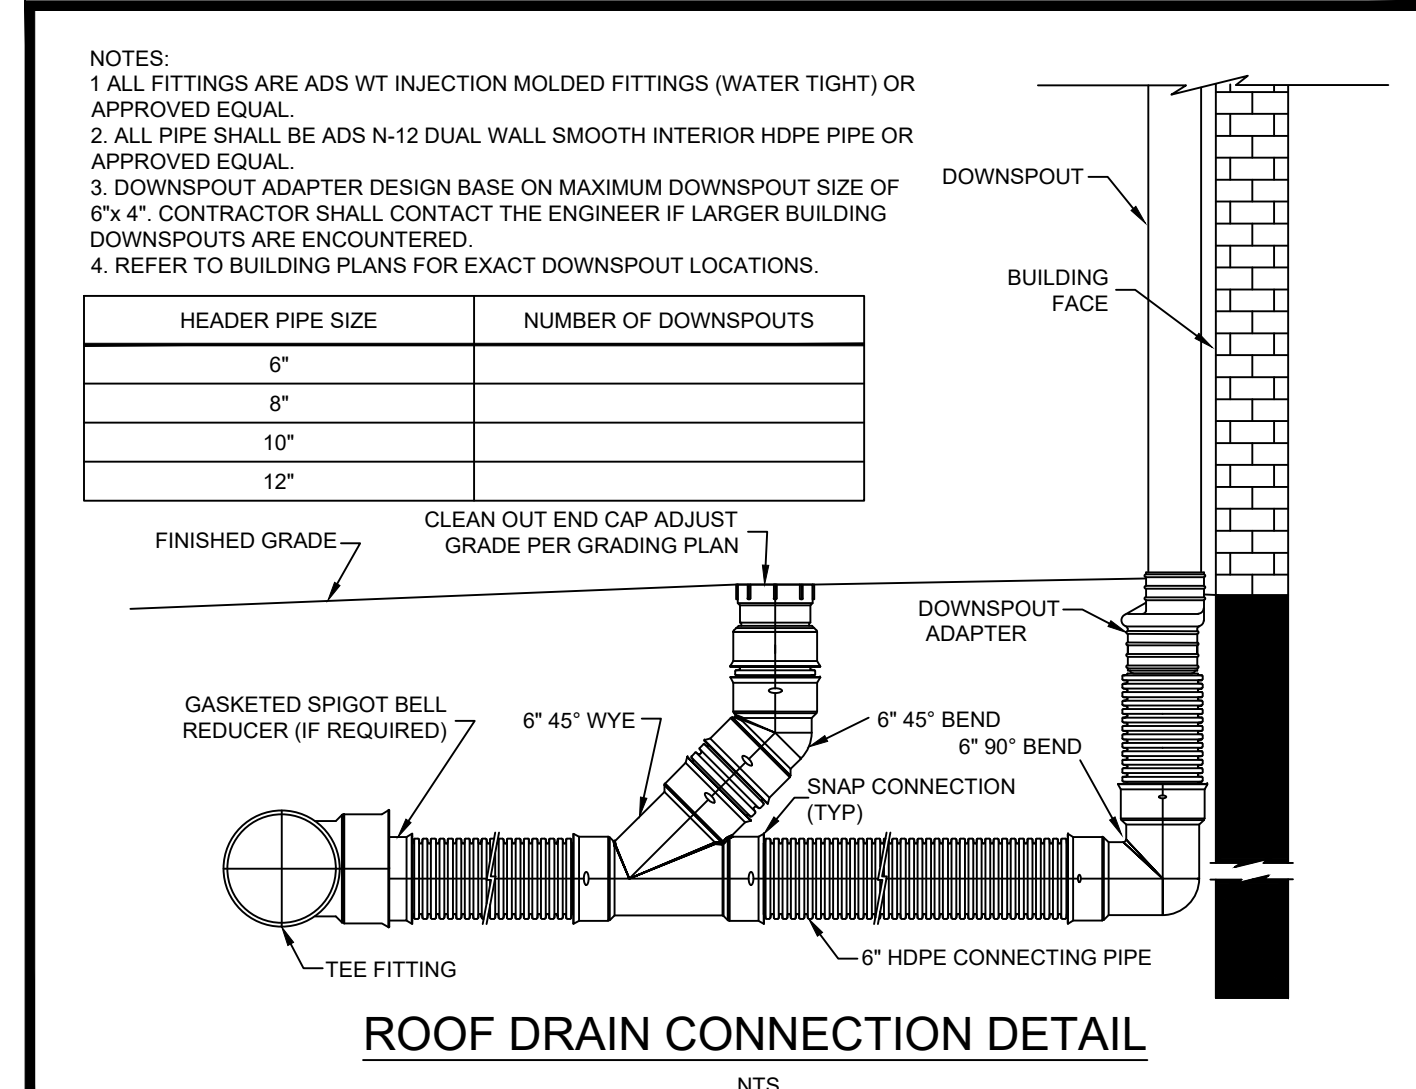 NOTES:
1 ALL FITTINGS ARE ADS WT INJECTION MOLDED FITTINGS (WATER TIGHT) OR
APPROVED EQUAL.
2. ALL PIPE SHALL BE ADS N-12 DUAL WALL SMOOTH INTERIOR HDPE PIPE OR
APPROVED EQUAL.
3. DOWNSPOUT ADAPTER DESIGN BASE ON MAXIMUM DOWNSPOUT SIZE OF
6"x 4". CONTRACTOR SHALL CONTACT THE ENGINEER IF LARGER BUILDING
DOWNSPOUTS ARE ENCOUNTERED.
4. REFER TO BUILDING PLANS FOR EXACT DOWNSPOUT LOCATIONS.
HEADER PIPE SIZE NUMBER OF DOWNSPOUTS
6"
8"
10"
12"
DOWNSPOUT
BUILDING
FACE
FINISHED GRADE
CLEAN OUT END CAP ADJUST
GRADE PER GRADING PLAN
DOWNSPOUT
ADAPTER
GASKETED SPIGOT BELL
REDUCER (IF REQUIRED)
6" 45° WYE
6" 45° BEND
6" 90° BEND
SNAP CONNECTION
(TYP)
6" HDPE CONNECTING PIPE
TEE FITTING
ROOF DRAIN CONNECTION DETAIL
NTS